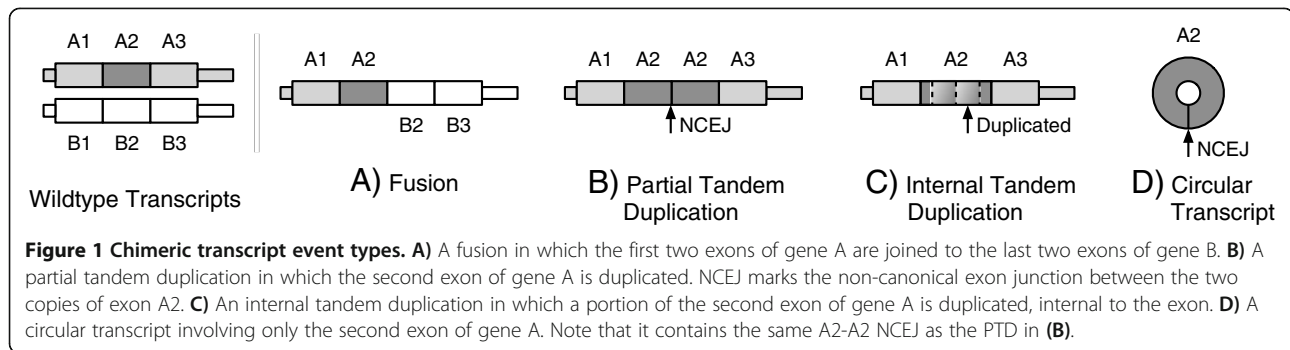 A1 A2 A3
B1 B2 B3
Wildtype Transcripts
A1 A2
B2 B3
A) Fusion
A1 A2 A2 A3
NCEJ
B) Partial Tandem
Duplication
A1 A2 A3
Duplicated
C) Internal Tandem
Duplication
A2
NCEJ
D) Circular
Transcript
Figure 1 Chimeric transcript event types. A) A fusion in which the first two exons of gene A are joined to the last two exons of gene B. B) A
partial tandem duplication in which the second exon of gene A is duplicated. NCEJ marks the non-canonical exon junction between the two
copies of exon A2. C) An internal tandem duplication in which a portion of the second exon of gene A is duplicated, internal to the exon. D) A
circular transcript involving only the second exon of gene A. Note that it contains the same A2-A2 NCEJ as the PTD in (B).